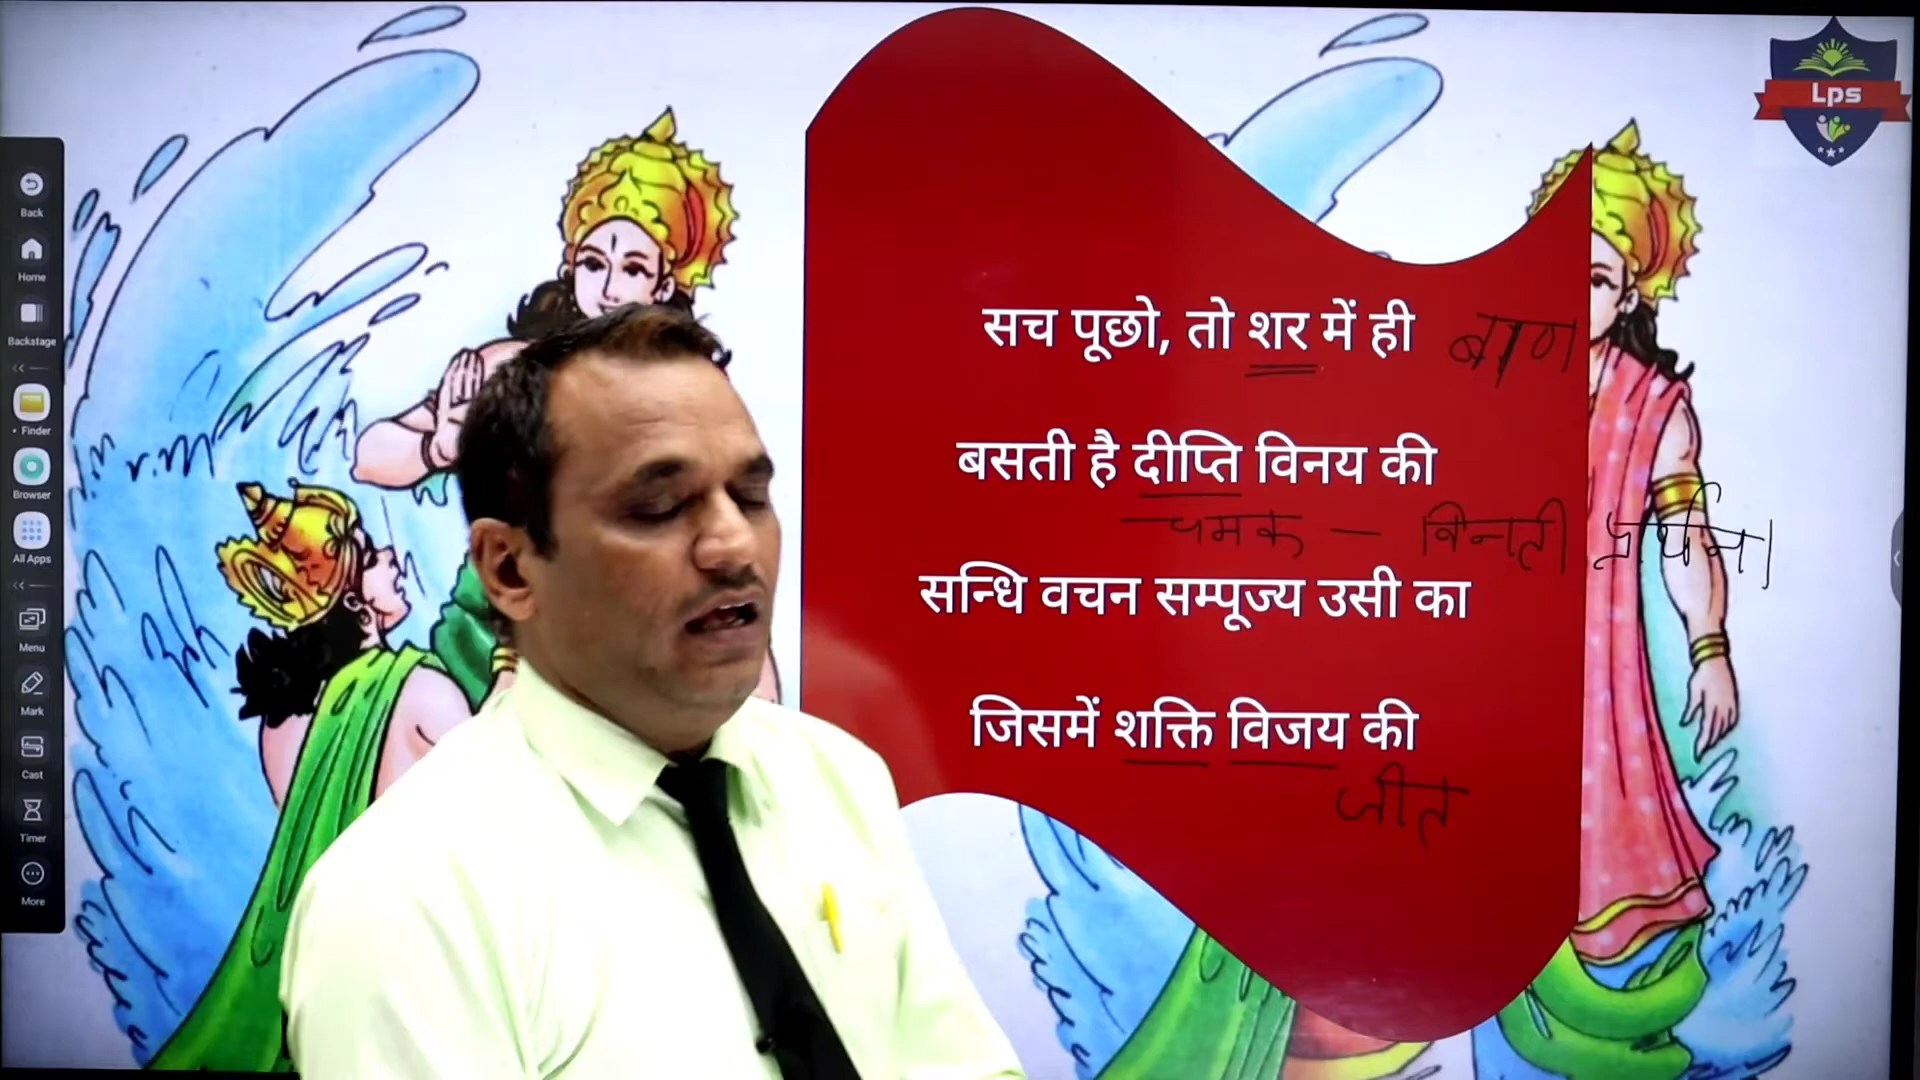 Lps
Back
Home
Backstage
Finder
Browser
All Apps
Menu
Mark
Cast
Timer
More
सच पूछो, तो शर में ही
बाण
बसती है दीप्ति विनय की
चमक — विनती प्रार्थना
सन्धि वचन सम्पूज्य उसी का
जिसमें शक्ति विजय की
जीत